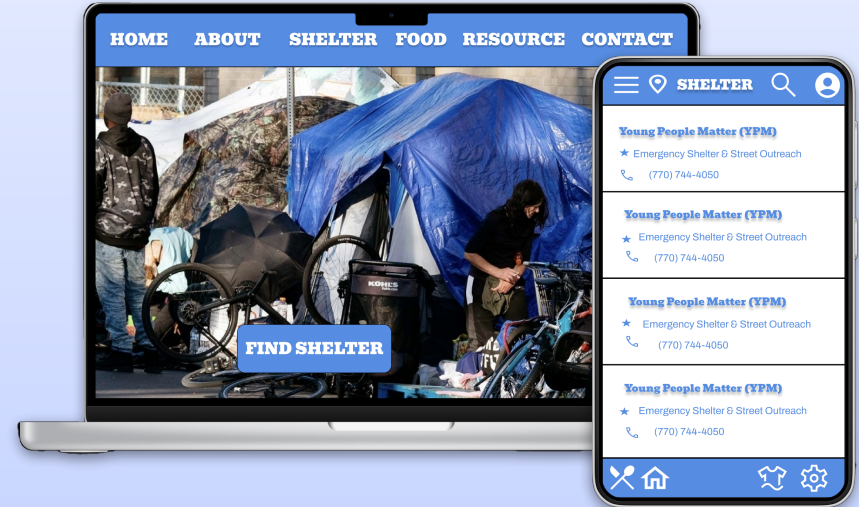 HOME ABOUT SHELTER FOOD RESOURCE CONTACT
KOHL'S
FIND SHELTER
SHELTER
Young People Matter (YPM)
★ Emergency Shelter & Street Outreach
(770) 744-4050
Young People Matter (YPM)
★ Emergency Shelter & Street Outreach
(770) 744-4050
Young People Matter (YPM)
★ Emergency Shelter & Street Outreach
(770) 744-4050
Young People Matter (YPM)
★ Emergency Shelter & Street Outreach
(770) 744-4050